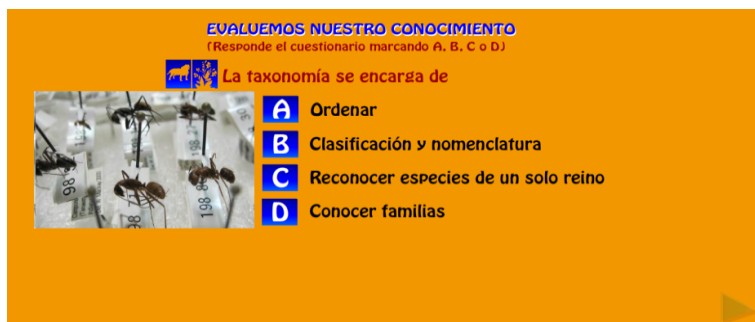 EVALUEMOS NUESTRO CONOCIMIENTO
(Responde el cuestionario marcando A, B, C o D)
La taxonomía se encarga de
A Ordenar
B Clasificación y nomenclatura
C Reconocer especies de un solo reino
D Conocer familias